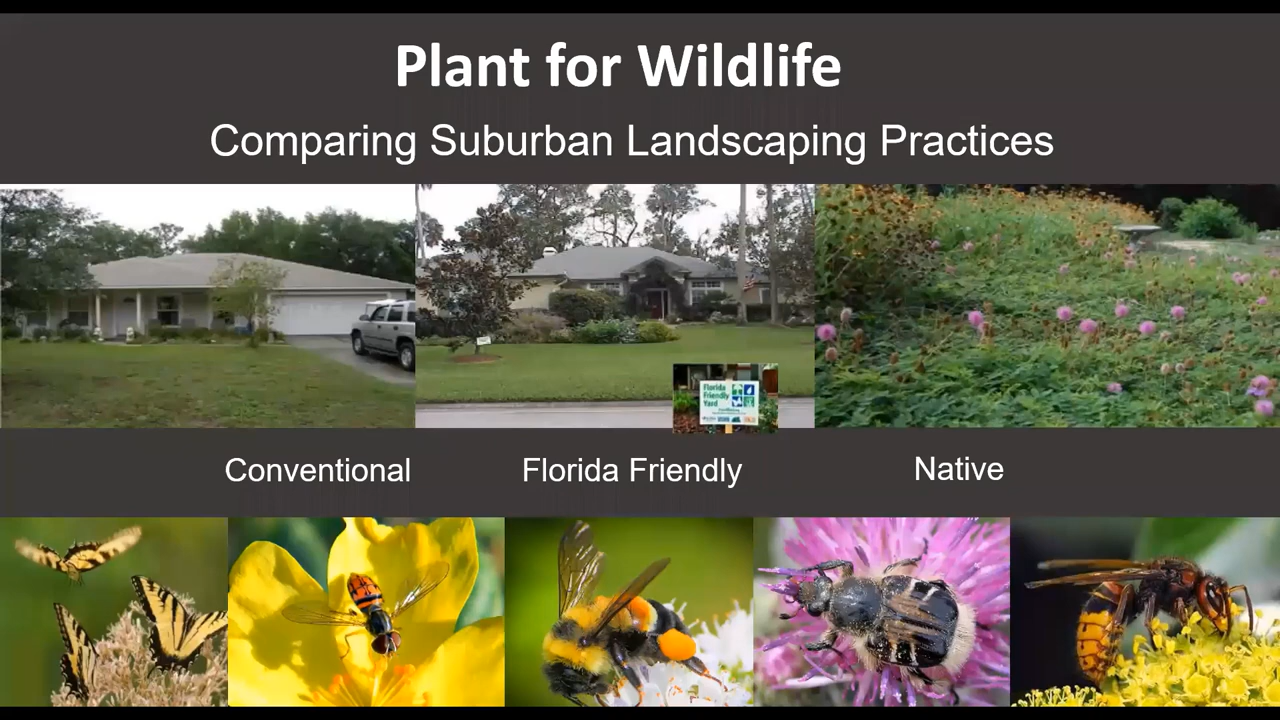 Plant for Wildlife
Comparing Suburban Landscaping Practices
Florida
Friendly
Yard
Conventional
Florida Friendly
Native